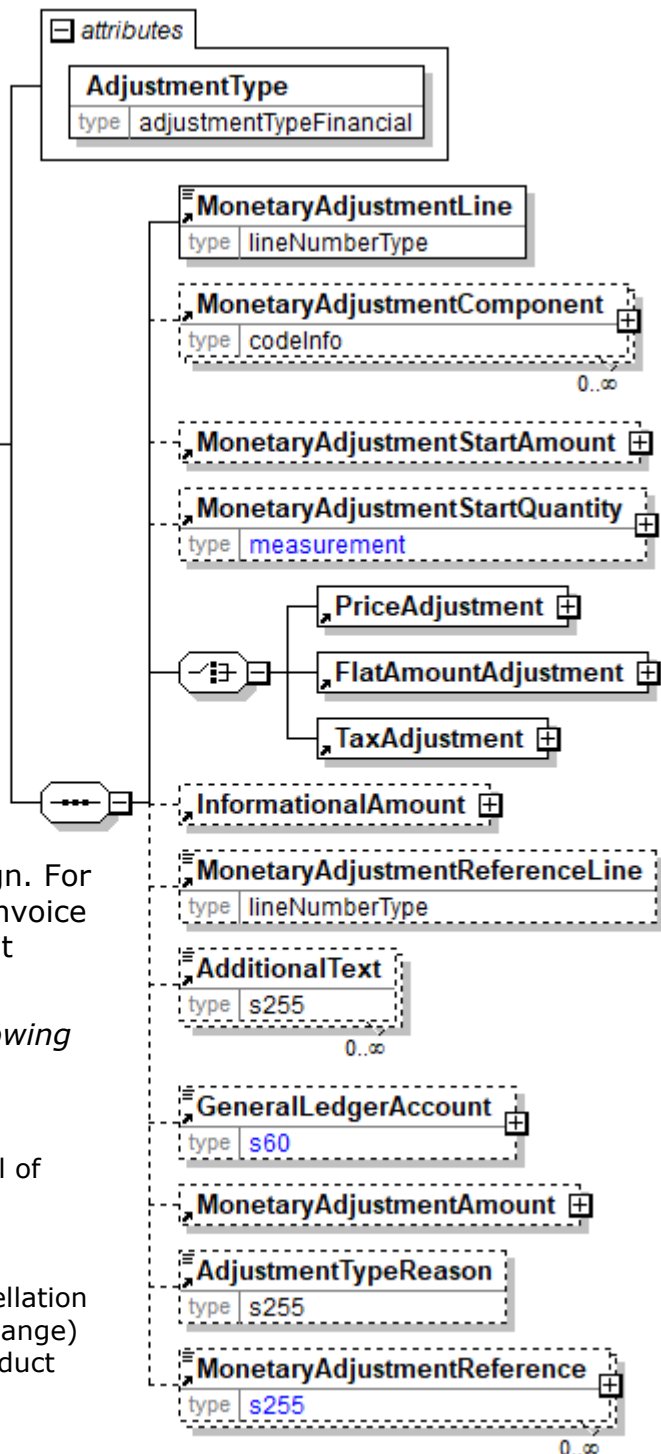 attributes
AdjustmentType
type adjustmentTypeFinancial
MonetaryAdjustmentLine
type lineNumberType
MonetaryAdjustmentComponent
type codeInfo
0..∞
MonetaryAdjustmentStartAmount
MonetaryAdjustmentStartQuantity
type measurement
PriceAdjustment
FlatAmountAdjustment
TaxAdjustment
InformationalAmount
MonetaryAdjustmentReferenceLine
type lineNumberType
AdditionalText
type s255
0..∞
GeneralLedgerAccount
type s60
MonetaryAdjustmentAmount
AdjustmentTypeReason
type s255
MonetaryAdjustmentReference
type s255
0..∞
gn. For
nvoice
t
owing
l of
ellation
ange)
duct